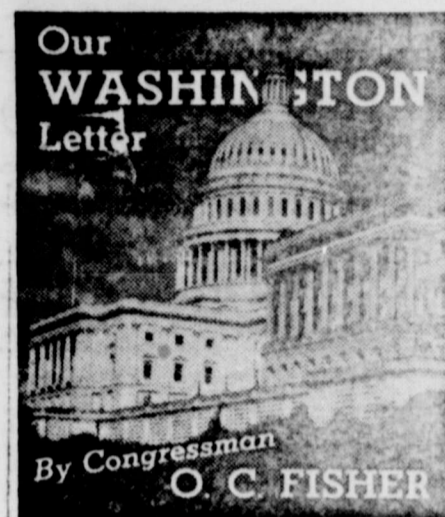 Our
WASHINGTON
Letter
By Congressman
O. C. FISHER